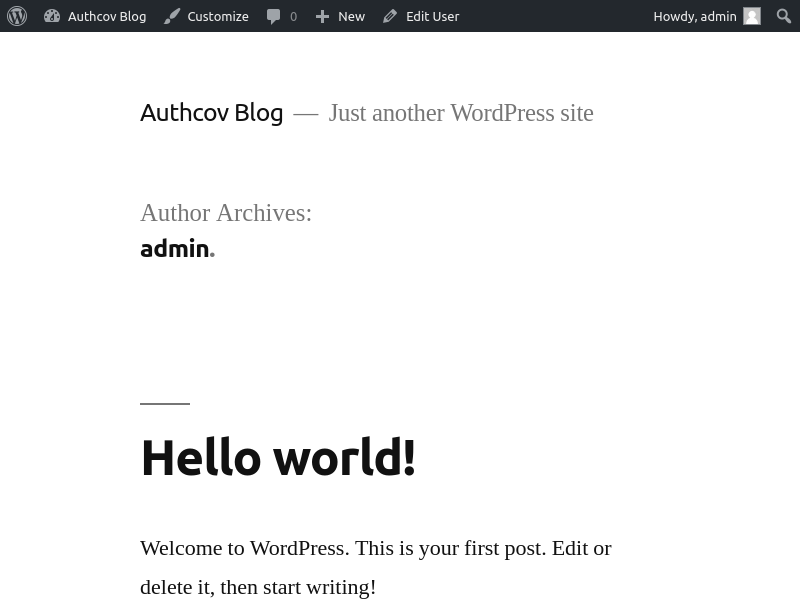 Authcov Blog Customize 0 New Edit User Howdy, admin
Authcov Blog — Just another WordPress site
Author Archives:
admin.
Hello world!
Welcome to WordPress. This is your first post. Edit or
delete it, then start writing!